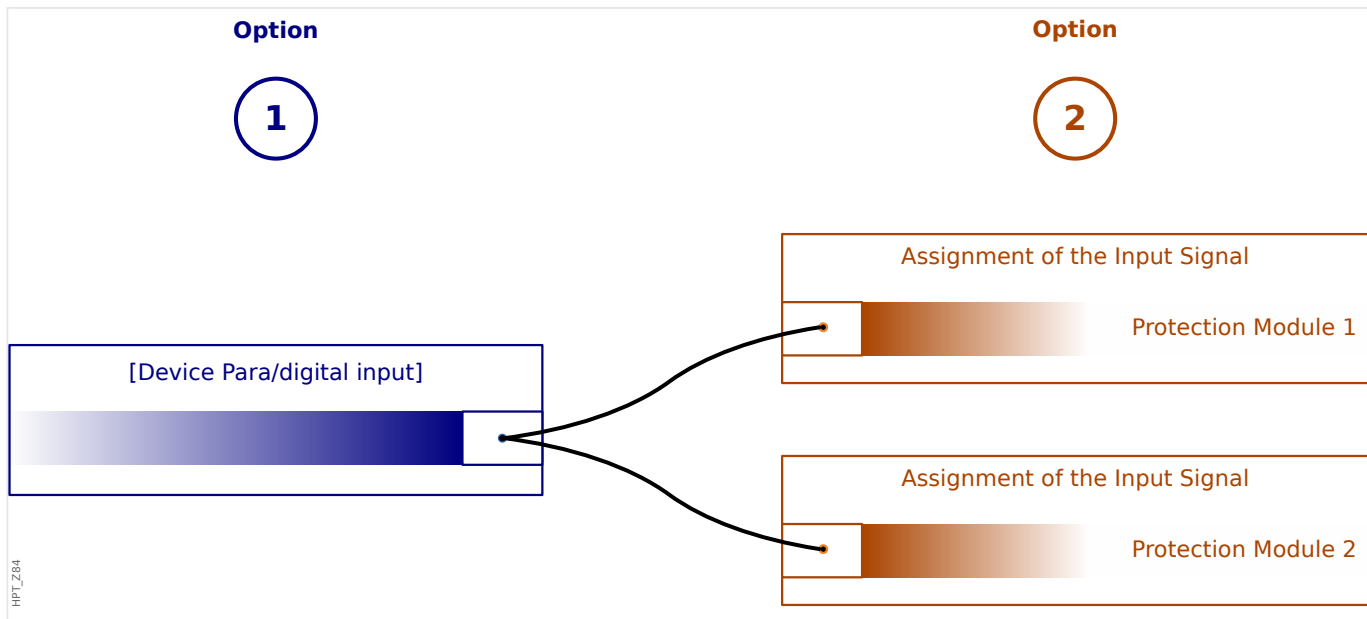 Option
1
Option
2
[Device Para/digital input]
Assignment of the Input Signal
Protection Module 1
Assignment of the Input Signal
Protection Module 2
HPT_Z84